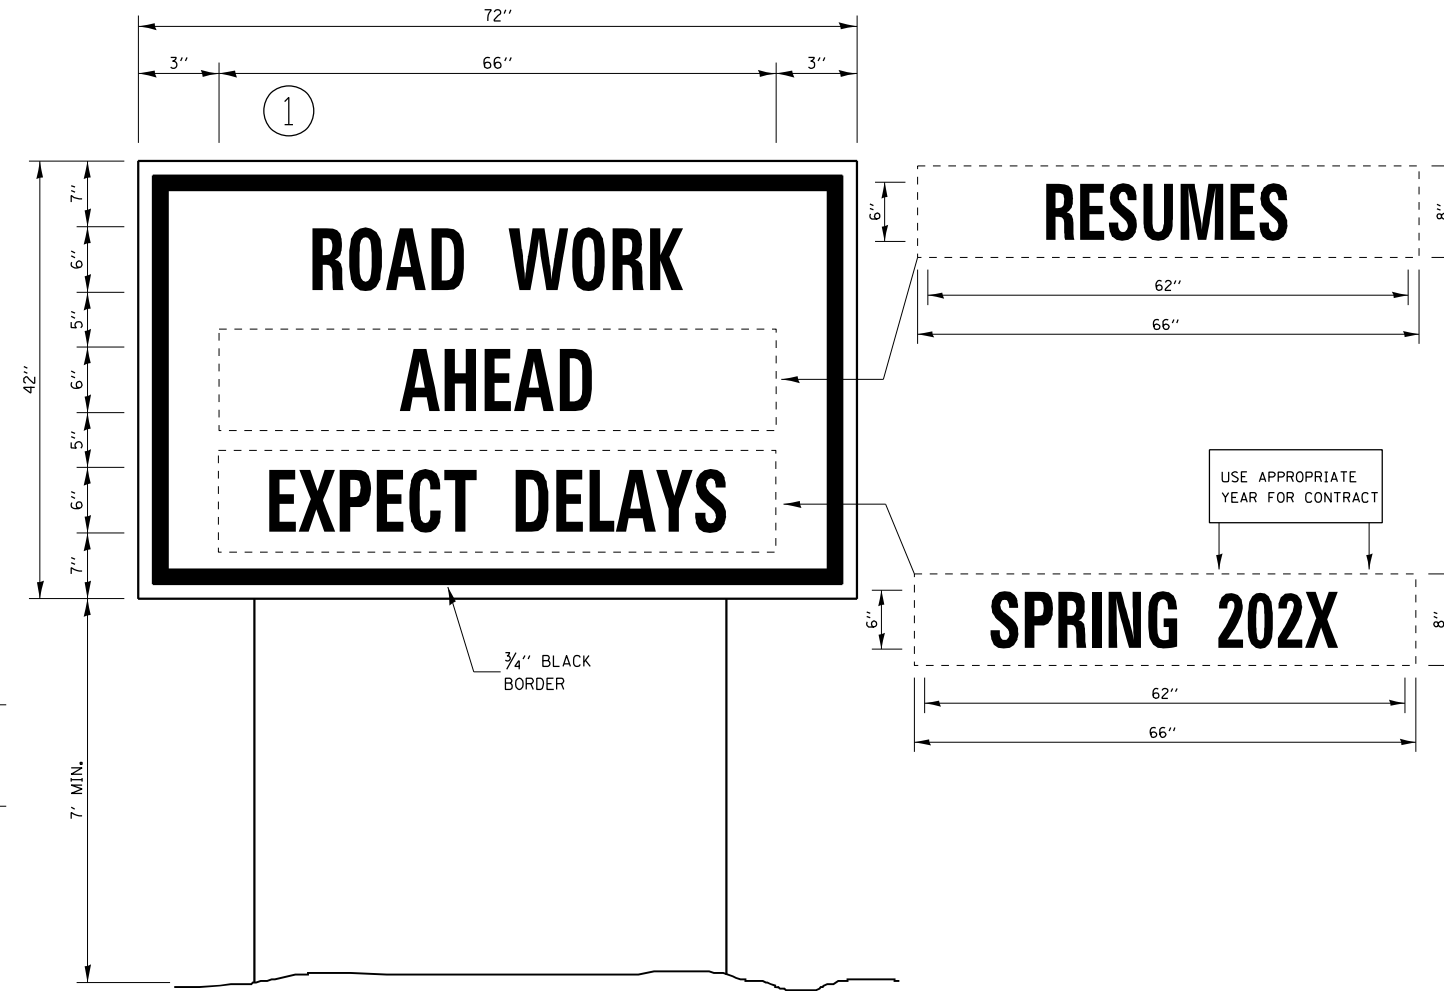 72''
3'' 66'' 3''
1
7''
6''
5''
6''
5''
6''
7''
42''
7' MIN.
ROAD WORK
AHEAD
EXPECT DELAYS
3/4'' BLACK
BORDER
6''
RESUMES
8''
62''
66''
USE APPROPRIATE
YEAR FOR CONTRACT
6''
SPRING 202X
8''
62''
66''